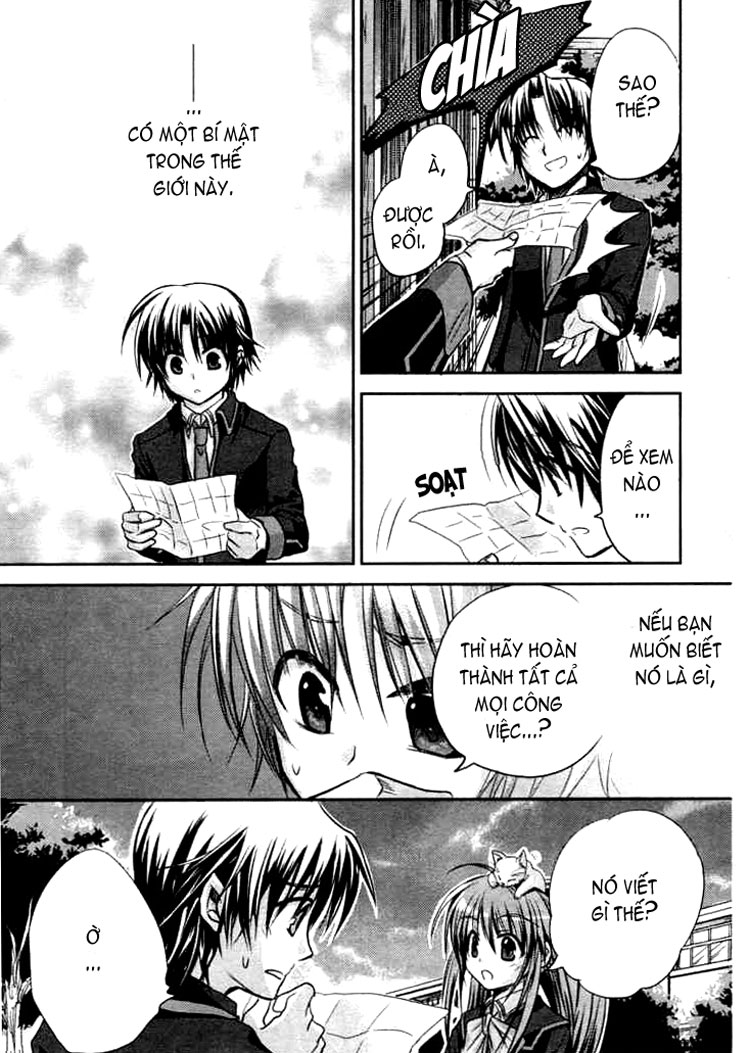 SAO
THẾ?
CHÌA
À,
ĐƯỢC
RỒI.
ĐỂ XEM
NÀO
...
SOẠT
...
CÓ MỘT BÍ MẬT
TRONG THẾ
GIỚI NÀY.
NẾU BẠN
MUỐN BIẾT
NÓ LÀ GÌ,
THÌ HÃY HOÀN
THÀNH TẤT CẢ
MỌI CÔNG
VIỆC...?
NÓ VIẾT
GÌ THẾ?
Ờ
...